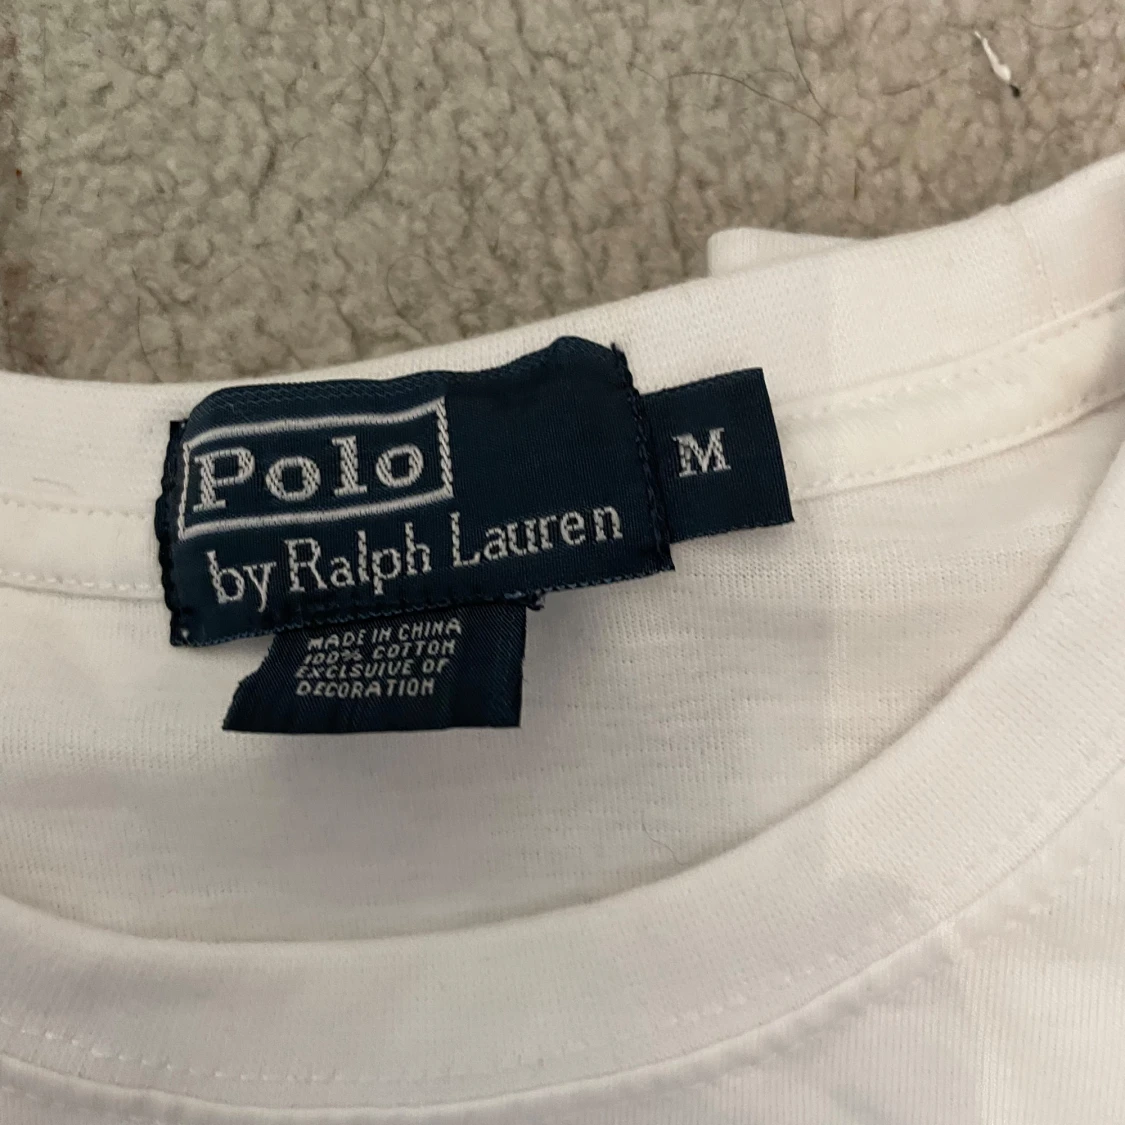 Polo
by Ralph Lauren
M
MADE IN CHINA
100% COTTON
EXCLSUIVE OF
DECORATION